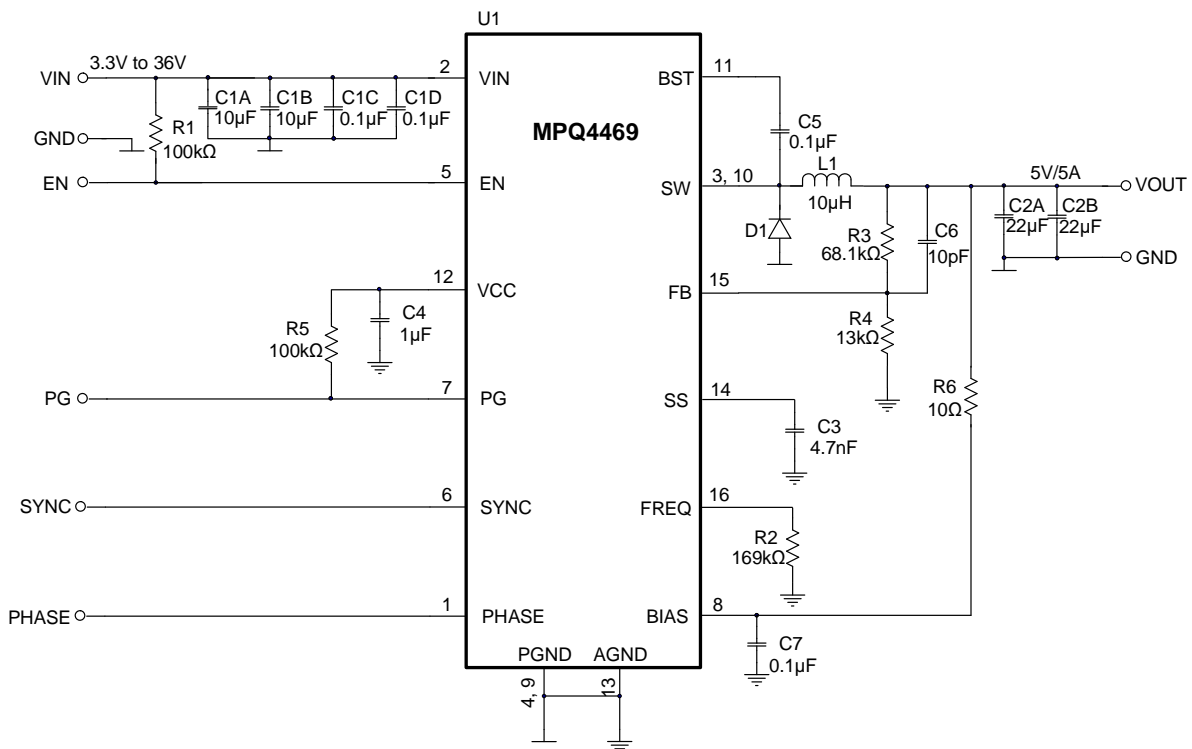 U1
MPQ4469
VIN
3.3V to 36V
2
VIN
C1A
10µF
C1B
10µF
C1C
0.1µF
C1D
0.1µF
GND
R1
100kΩ
EN
5
EN
12
VCC
C4
1µF
R5
100kΩ
PG
7
PG
SYNC
6
SYNC
PHASE
1
PHASE
BST
11
C5
0.1µF
SW
3, 10
L1
10µH
D1
5V/5A
VOUT
R3
68.1kΩ
C6
10pF
C2A
22µF
C2B
22µF
GND
FB
15
R4
13kΩ
R6
10Ω
SS
14
C3
4.7nF
FREQ
16
R2
169kΩ
BIAS
8
C7
0.1µF
PGND
AGND
4, 9
13